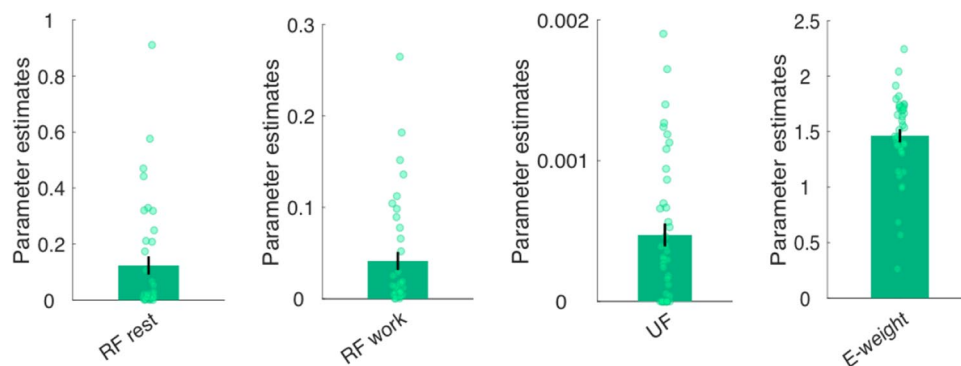 Parameter estimates
1
0.8
0.6
0.4
0.2
0
RF rest
Parameter estimates
0.3
0.2
0.1
0
RF work
Parameter estimates
0.002
0.001
0
UF
Parameter estimates
2.5
2
1.5
1
0.5
0
E-weight